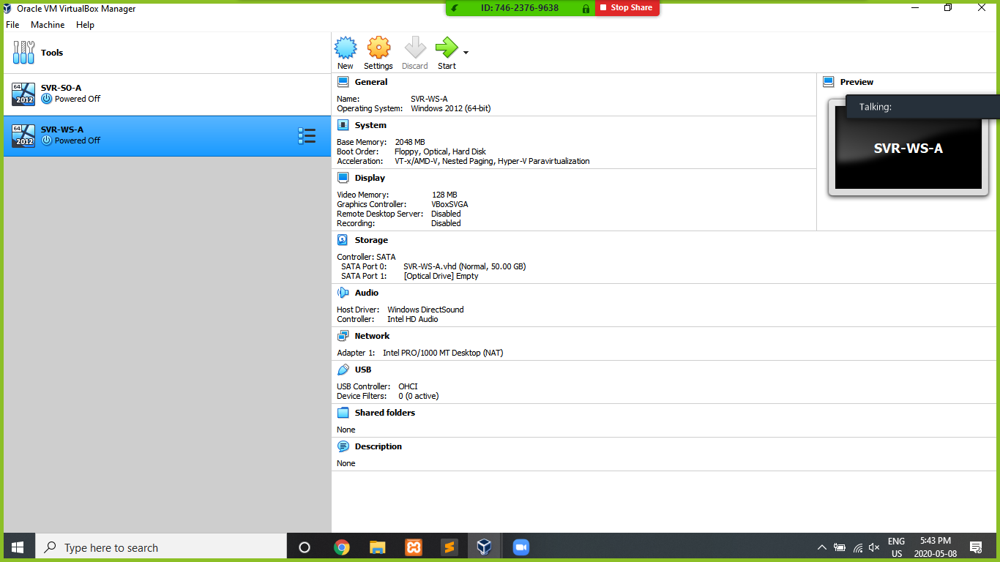 Oracle VM VirtualBox Manager
ID: 746-2376-9638
Stop Share
File Machine Help
Tools
New Settings Discard Start
64
2012
SVR-SO-A
Powered Off
64
2012
SVR-WS-A
Powered Off
General
Name: SVR-WS-A
Operating System: Windows 2012 (64-bit)
System
Base Memory: 2048 MB
Boot Order: Floppy, Optical, Hard Disk
Acceleration: VT-x/AMD-V, Nested Paging, Hyper-V Paravirtualization
Display
Video Memory: 128 MB
Graphics Controller: VBoxSVGA
Remote Desktop Server: Disabled
Recording: Disabled
Preview
Talking:
SVR-WS-A
Storage
Controller: SATA
SATA Port 0: SVR-WS-A.vhd (Normal, 50.00 GB)
SATA Port 1: [Optical Drive] Empty
Audio
Host Driver: Windows DirectSound
Controller: Intel HD Audio
Network
Adapter 1: Intel PRO/1000 MT Desktop (NAT)
USB
USB Controller: OHCI
Device Filters: 0 (0 active)
Shared folders
None
Description
None
Type here to search
ENG
US
5:43 PM
2020-05-08